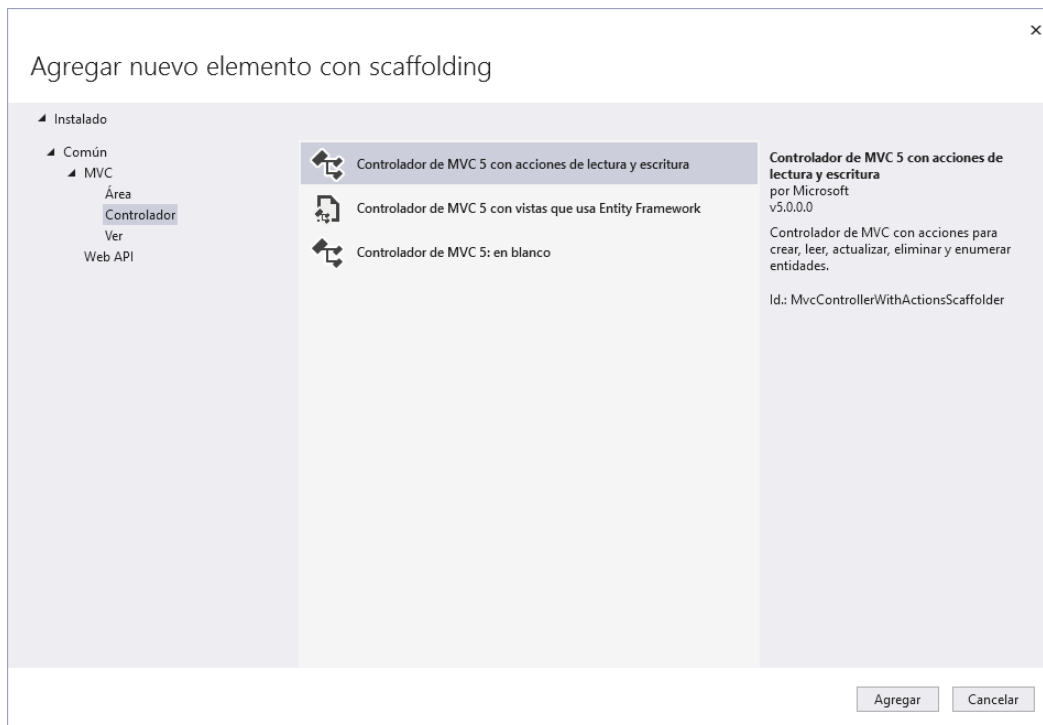 Agregar nuevo elemento con scaffolding
Instalado
Común
MVC
Área
Controlador
Ver
Web API
Controlador de MVC 5 con acciones de lectura y escritura
Controlador de MVC 5 con vistas que usa Entity Framework
Controlador de MVC 5: en blanco
Controlador de MVC 5 con acciones de
lectura y escritura
por Microsoft
v5.0.0.0
Controlador de MVC con acciones para
crear, leer, actualizar, eliminar y enumerar
entidades.
Id.: MvcControllerWithActionsScaffolder
Agregar
Cancelar